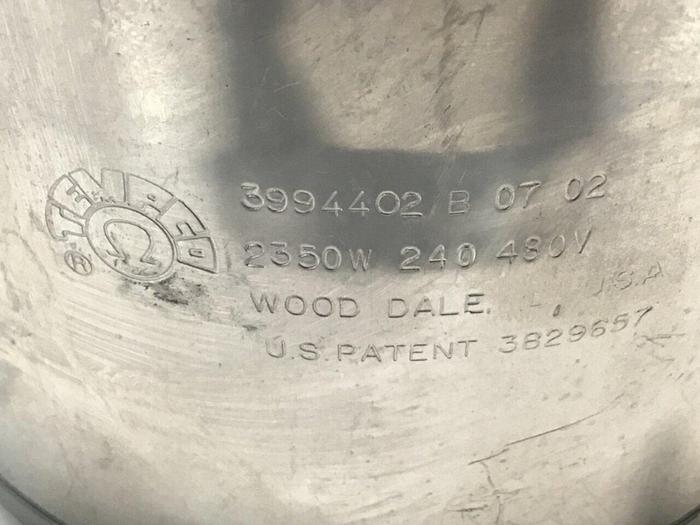 TEMPCO
Ω
®
3994402 B 07 02
2350W 240 480V
WOOD DALE, U.S.A
U.S. PATENT 3829657